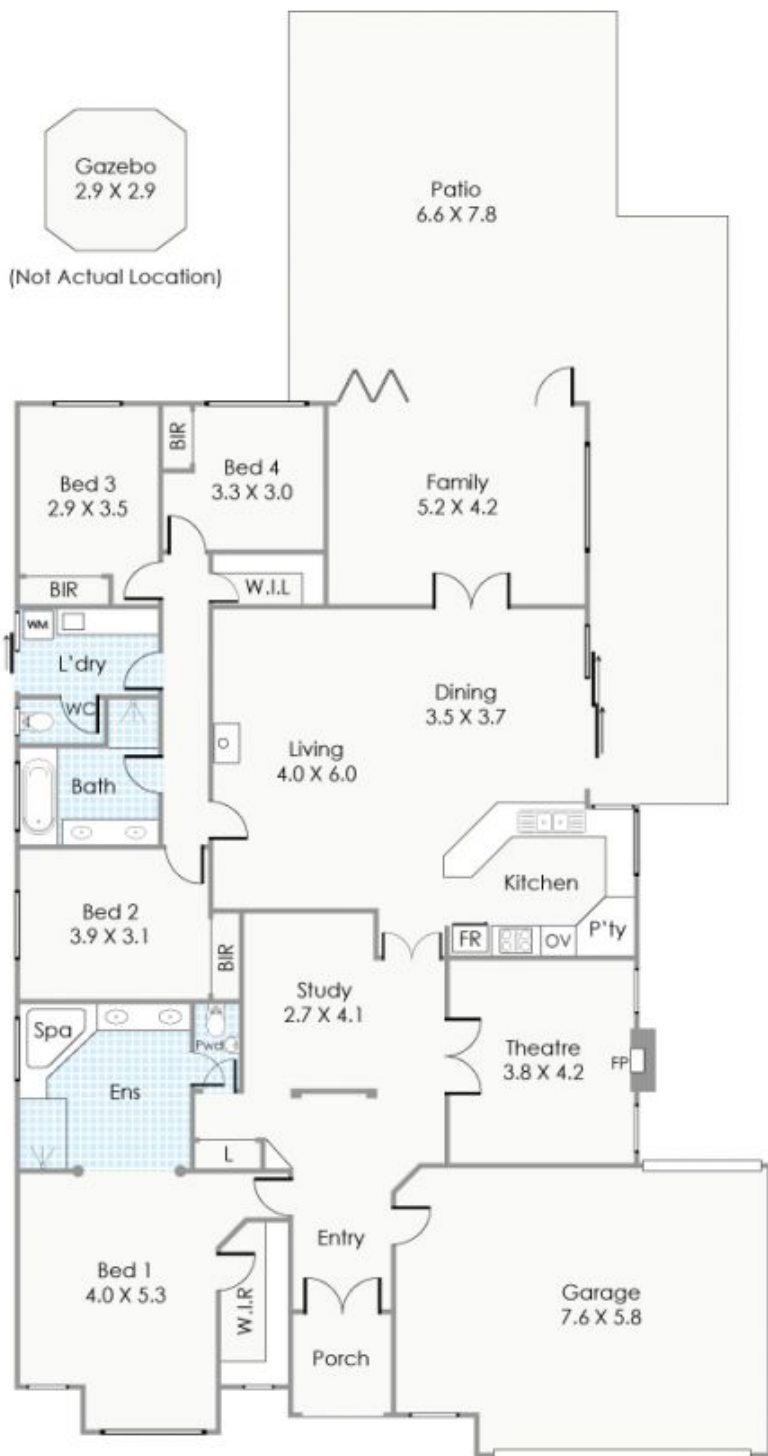 Gazebo
2.9 X 2.9
(Not Actual Location)
Patio
6.6 X 7.8
BIR
Bed 4
3.3 X 3.0
Bed 3
2.9 X 3.5
BIR
W.I.L
Family
5.2 X 4.2
WM
L'dry
WC
Bath
Dining
3.5 X 3.7
Living
4.0 X 6.0
Kitchen
FR
OV
P'ty
Bed 2
3.9 X 3.1
BIR
Study
2.7 X 4.1
Theatre
3.8 X 4.2
FP
Spa
Pwd
Ens
L
Entry
Bed 1
4.0 X 5.3
W.I.R
Garage
7.6 X 5.8
Porch